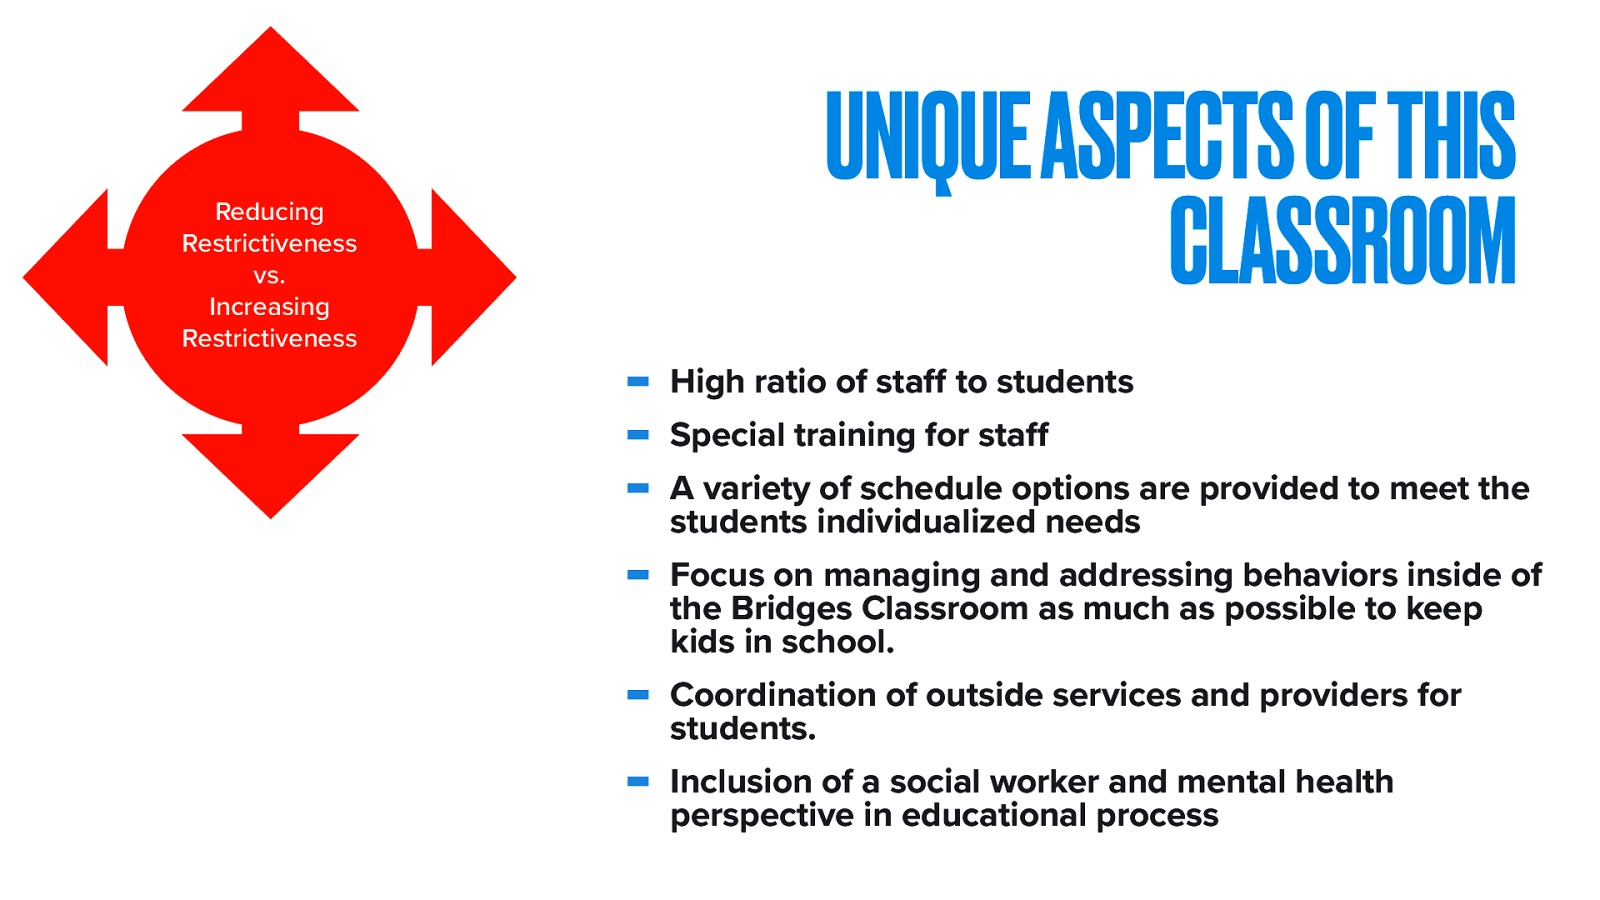 Reducing
Restrictiveness
vs.
Increasing
Restrictiveness
UNIQUE ASPECTS OF THIS
CLASSROOM
High ratio of staff to students
Special training for staff
A variety of schedule options are provided to meet the
students individualized needs
Focus on managing and addressing behaviors inside of
the Bridges Classroom as much as possible to keep
kids in school.
Coordination of outside services and providers for
students.
Inclusion of a social worker and mental health
perspective in educational process